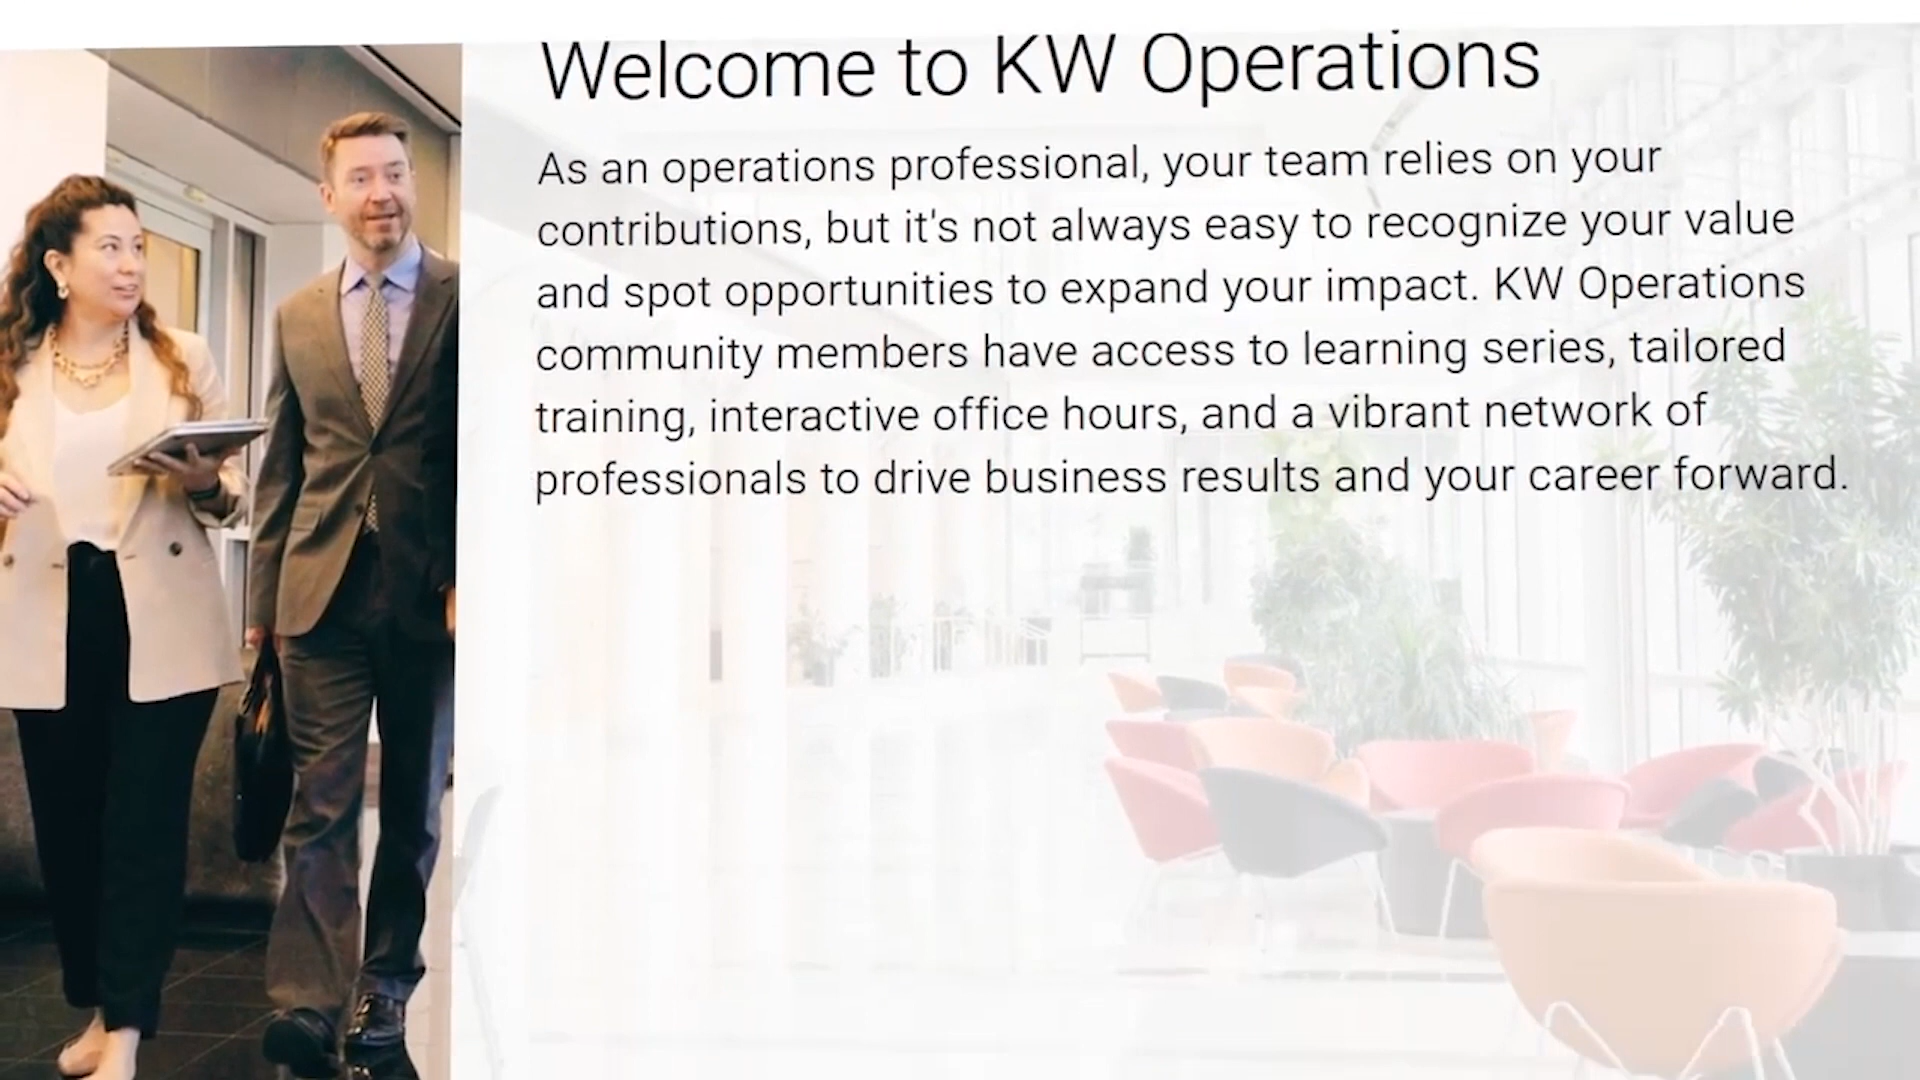 Welcome to KW Operations
As an operations professional, your team relies on your
contributions, but it's not always easy to recognize your value
and spot opportunities to expand your impact. KW Operations
community members have access to learning series, tailored
training, interactive office hours, and a vibrant network of
professionals to drive business results and your career forward.